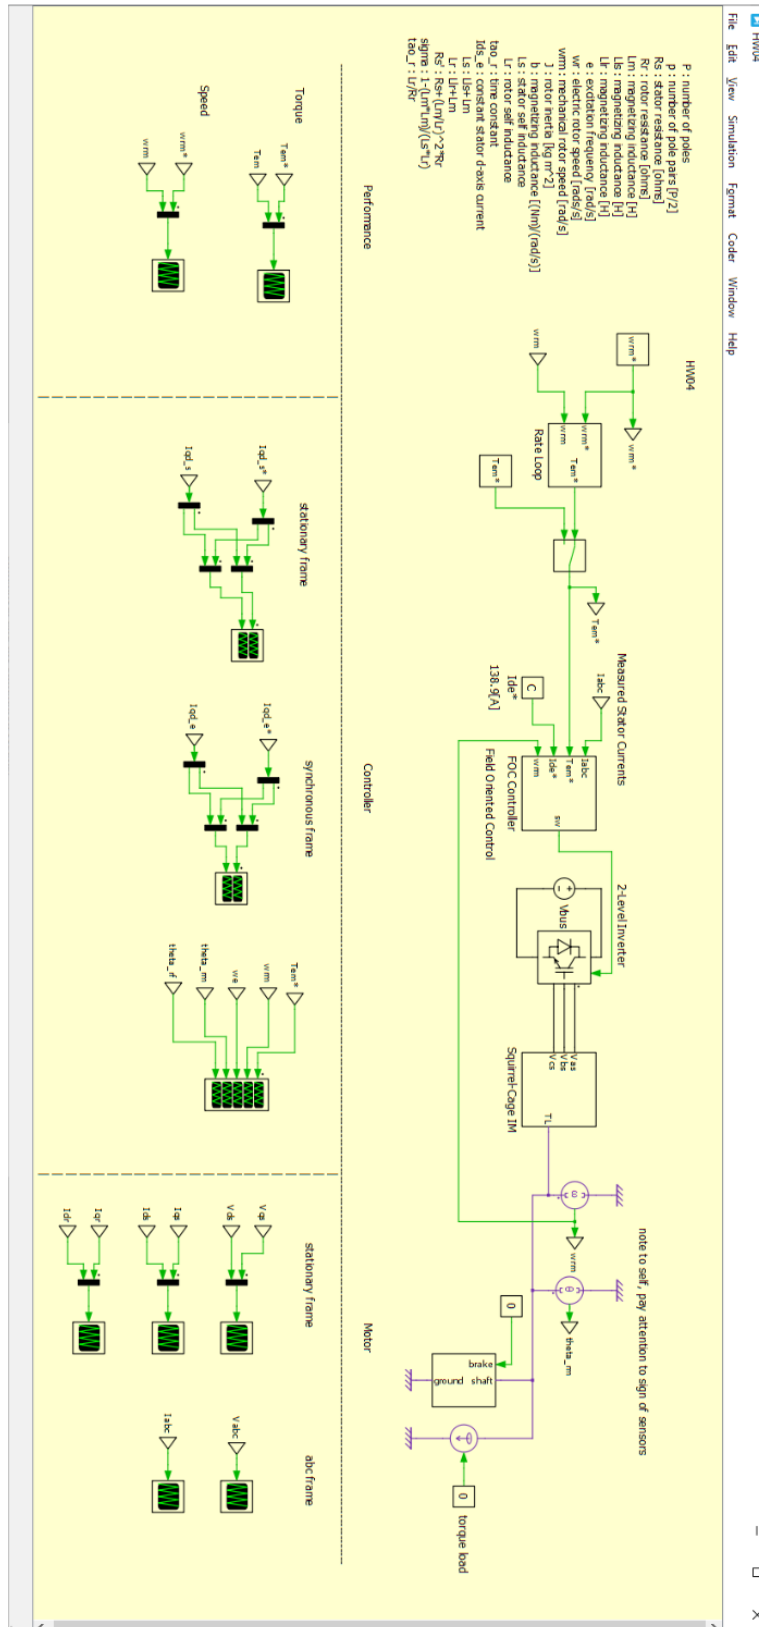 HW04
File Edit View Simulation Format Coder Window Help
P : number of poles
p : number of pole pairs [P/2]
Rs : stator resistance [ohms]
Rr : rotor resistance [ohms]
Lm : magnetizing inductance [H]
Lls : magnetizing inductance [H]
Llr : magnetizing inductance [H]
e : excitation frequency [rad/s]
wr : electric rotor speed [rads/s]
wrm : mechanical rotor speed [rad/s]
J : rotor inertia [kg m^2]
b : magnetizing inductance [(Nm)/(rad/s)]
Ls : stator self inductance
Lr : rotor self inductance
tao_r : time constant
Ids_e : constant stator d-axis current
Ls : Lls+ Lm
Lr : Llr+Lm
Rs' : Rs+(Lm/Lr)^2*Rr
sigma : 1-(Lm*Lm)/(Ls*Lr)
tao_r : Lr/Rr
HW04
wrm*
wrm*
wrm
wrm*
wrm
Tem*
Rate Loop
Tem*
Tem*
Measured Stator Currents
Iabc
C
Ide*
138.9[A]
Iabc
Tem*
Ide*
wrm
sw
FOC Controller
Field Oriented Control
2-Level Inverter
Vbus
Vas
Vbs
Vcs
TL
Squirrel-Cage IM
note to self, pay attention to sign of sensors
ω
wrm
θ
theta_rm
0
brake
ground shaft
0
torque load
Performance
Controller
Motor
Torque
Tem*
Tem
Speed
wrm*
wrm
stationary frame
Iqd_s*
Iqd_s
synchronous frame
Iqd_e*
Iqd_e
Tem*
wrm
we
theta_rm
theta_rf
stationary frame
Vqs
Vds
Iqs
Ids
Iqr
Idr
abc frame
Vabc
Iabc